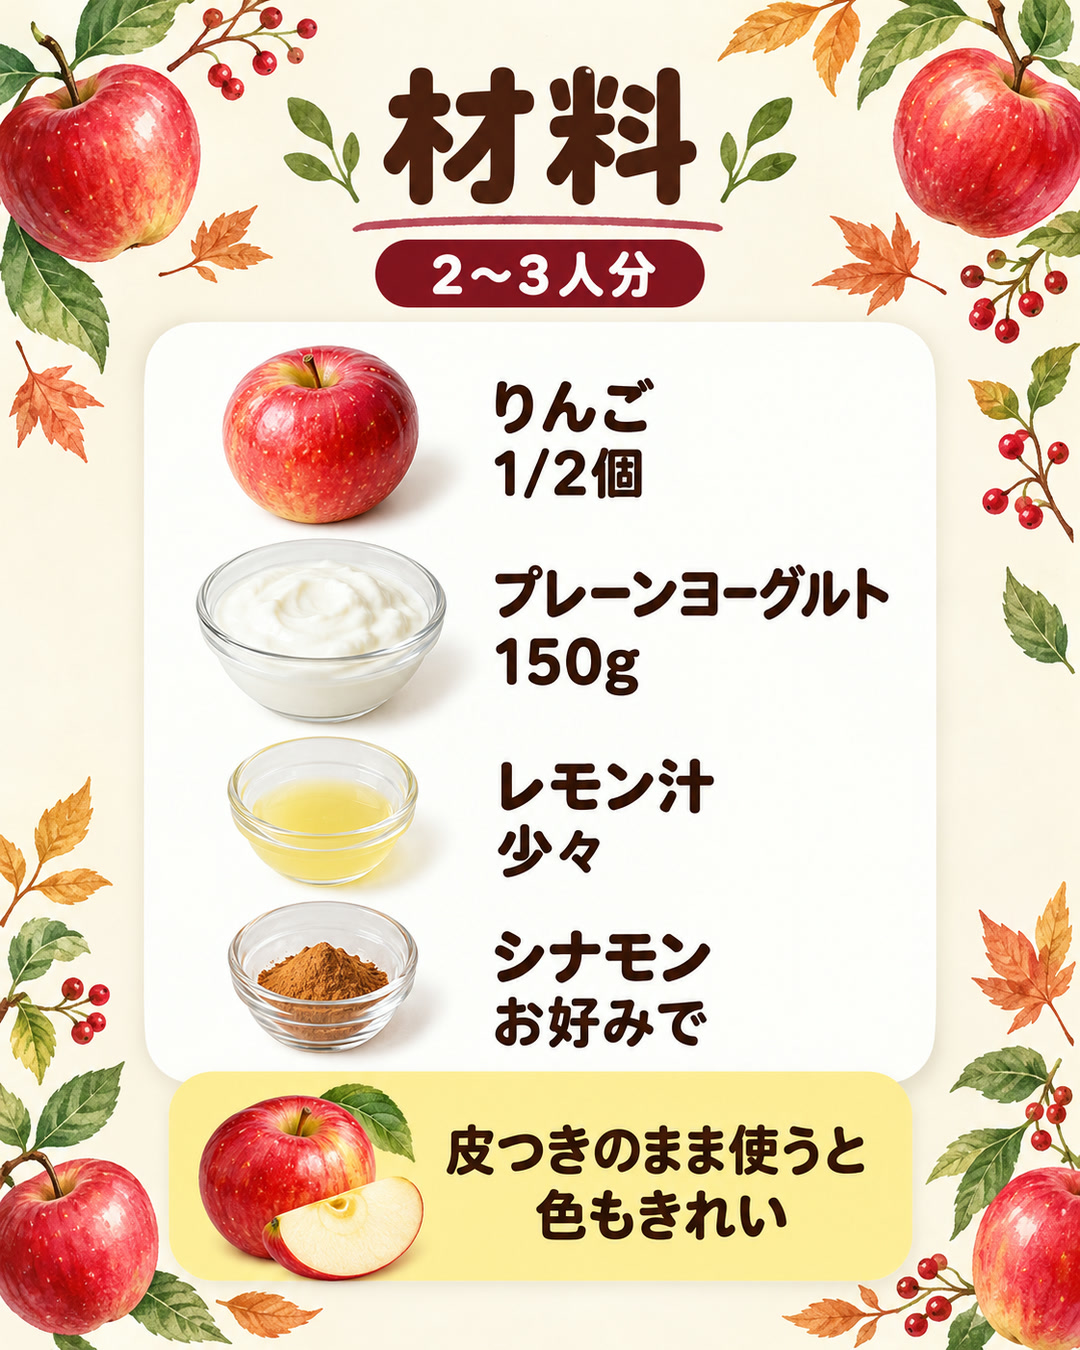 材料
2〜3人分
りんご
1/2個
プレーンヨーグルト
150g
レモン汁
少々
シナモン
お好みで
皮つきのまま使うと
色もきれい